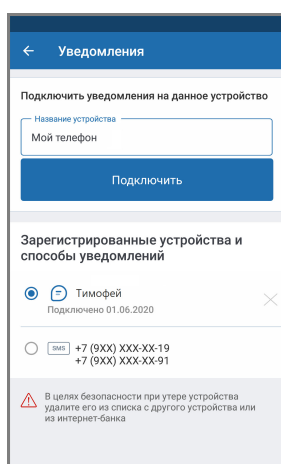 Уведомления
Подключить уведомления на данное устройство
Название устройства
Мой телефон
Подключить
Зарегистрированные устройства и
способы уведомлений
Тимофей
Подключено 01.06.2020
SMS +7 (9XX) XXX-XX-19
+7 (9XX) XXX-XX-91
В целях безопасности при утере устройства
удалите его из списка с другого устройства или
из интернет-банка